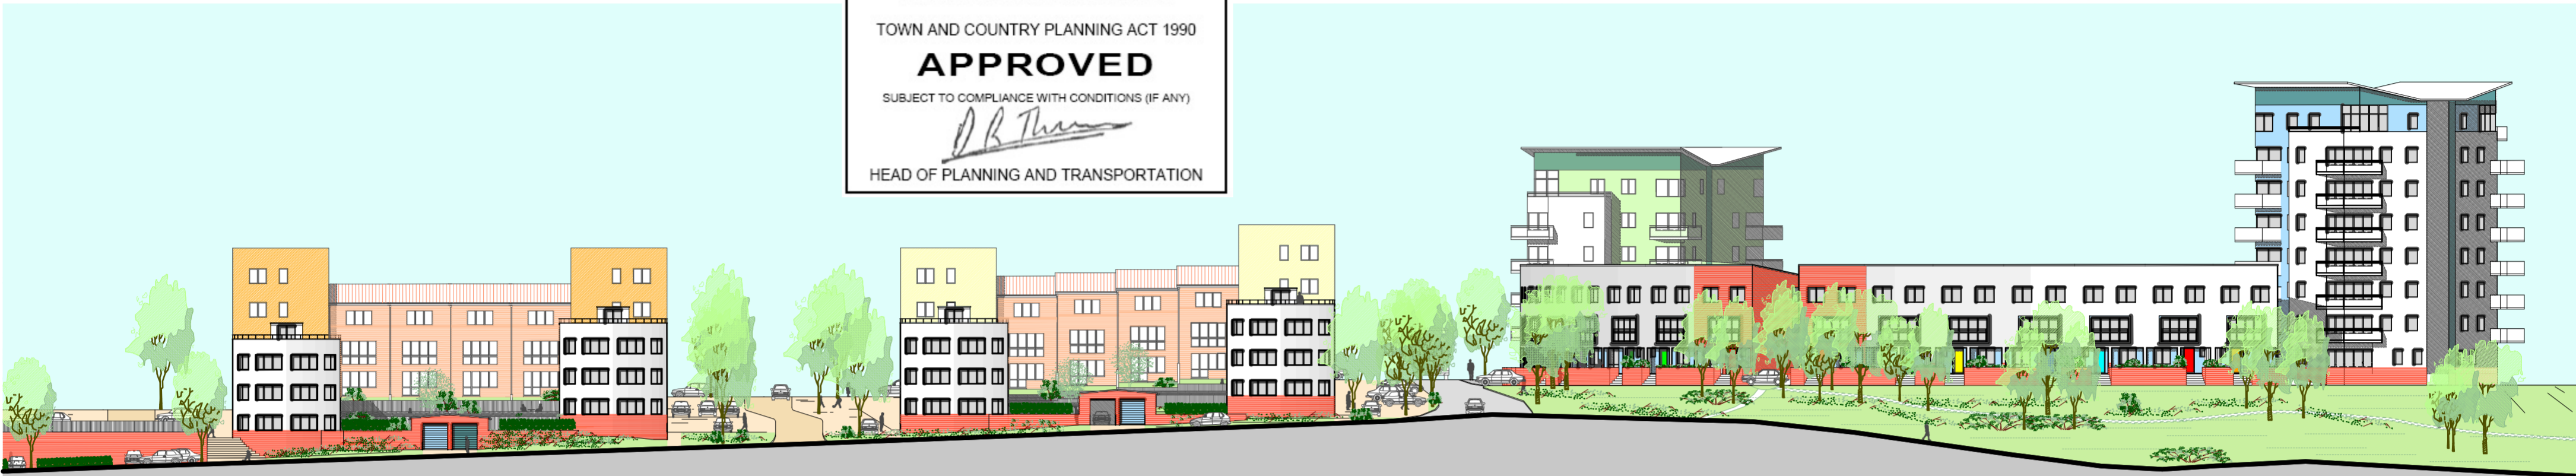 TOWN AND COUNTRY PLANNING ACT 1990
APPROVED
SUBJECT TO COMPLIANCE WITH CONDITIONS (IF ANY)
HEAD OF PLANNING AND TRANSPORTATION